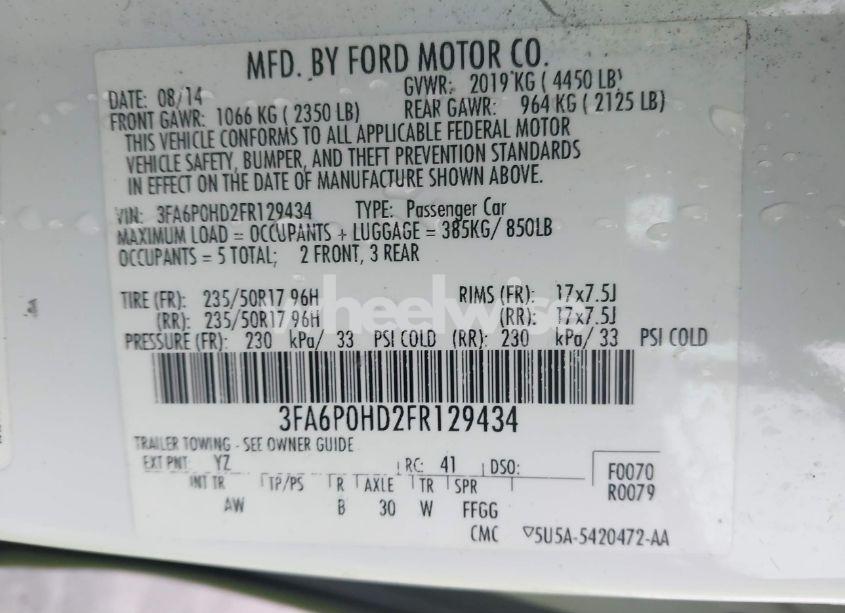 MFD. BY FORD MOTOR CO.
DATE: 08/14 GVWR: 2019 KG ( 4450 LB)
FRONT GAWR: 1066 KG ( 2350 LB) REAR GAWR: 964 KG ( 2125 LB)
THIS VEHICLE CONFORMS TO ALL APPLICABLE FEDERAL MOTOR
VEHICLE SAFETY, BUMPER, AND THEFT PREVENTION STANDARDS
IN EFFECT ON THE DATE OF MANUFACTURE SHOWN ABOVE.
VIN: 3FA6P0HD2FR129434 TYPE: Passenger Car
MAXIMUM LOAD = OCCUPANTS + LUGGAGE = 385KG/ 850LB
OCCUPANTS = 5 TOTAL; 2 FRONT, 3 REAR
TIRE (FR): 235/50R17 96H RIMS (FR): 17x7.5J
(RR): 235/50R17 96H (RR): 17x7.5J
wheelwise
PRESSURE (FR): 230 kPa/ 33 PSI COLD (RR): 230 kPa/ 33 PSI COLD
3FA6P0HD2FR129434
TRAILER TOWING - SEE OWNER GUIDE
EXT PNT: YZ RC: 41 DSO: F0070
INT TR TP/PS R AXLE TR SPR R0079
AW B 30 W FFGG
CMC ▽5U5A-5420472-AA